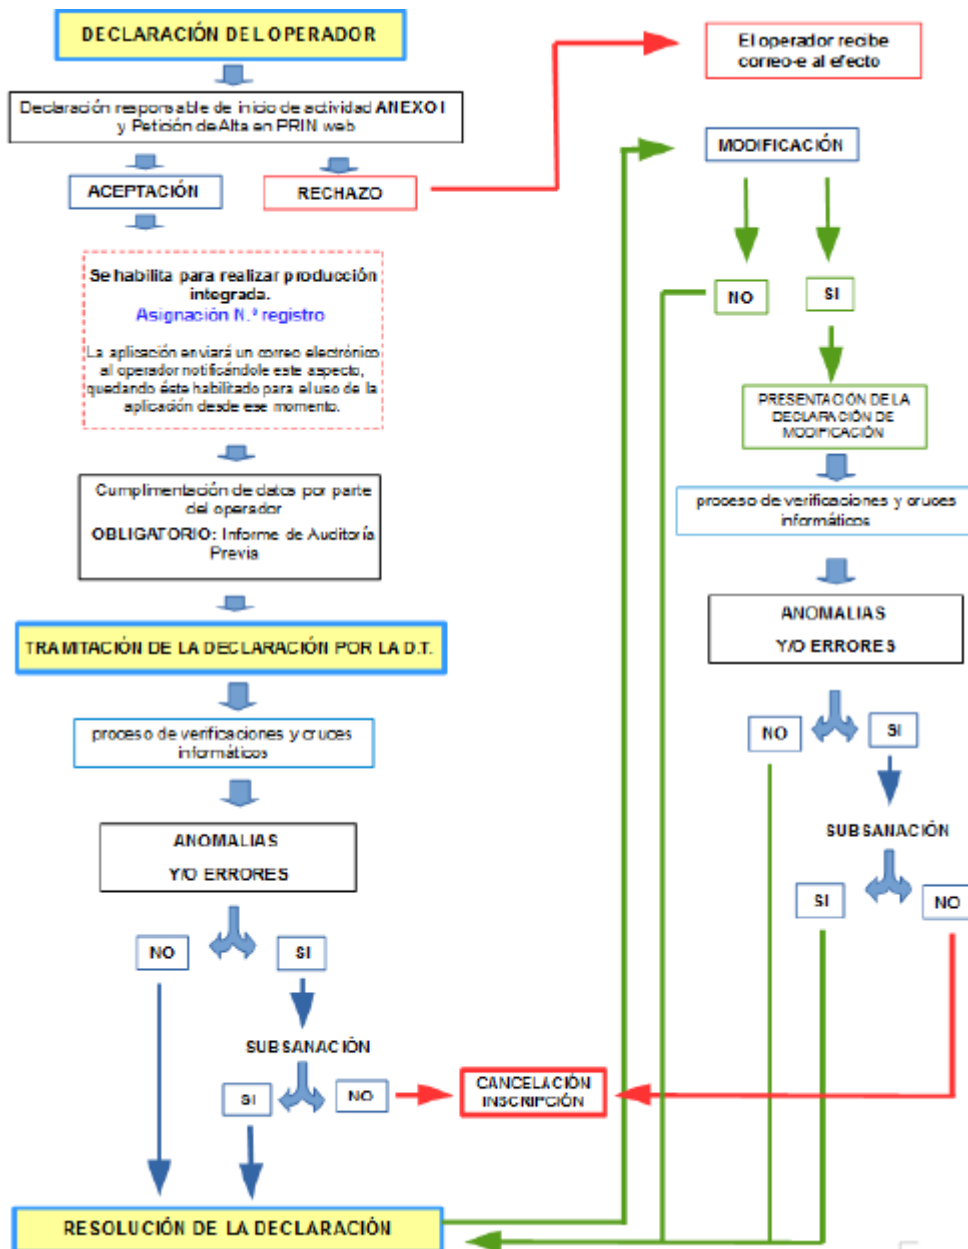 DECLARACIÓN DEL OPERADOR
Declaración responsable de inicio de actividad ANEXO I
y Petición de Alta en PRIN web
ACEPTACIÓN
RECHAZO
El operador recibe
correo-e al efecto
Se habilita para realizar producción
integrada.
Asignación N.º registro
La aplicación enviará un correo electrónico
al operador notificándole este aspecto,
quedando éste habilitado para el uso de la
aplicación desde ese momento.
Cumplimentación de datos por parte
del operador
OBLIGATORIO: Informe de Auditoría
Previa
TRAMITACIÓN DE LA DECLARACIÓN POR LA D.T.
proceso de verificaciones y cruces
informáticos
ANOMALIAS
Y/O ERRORES
NO
SI
SUBSANACIÓN
SI
NO
CANCELACIÓN
INSCRIPCIÓN
RESOLUCIÓN DE LA DECLARACIÓN
MODIFICACIÓN
NO
SI
PRESENTACIÓN DE LA
DECLARACIÓN DE
MODIFICACIÓN
proceso de verificaciones y cruces
informáticos
ANOMALIAS
Y/O ERRORES
NO
SI
SUBSANACIÓN
SI
NO